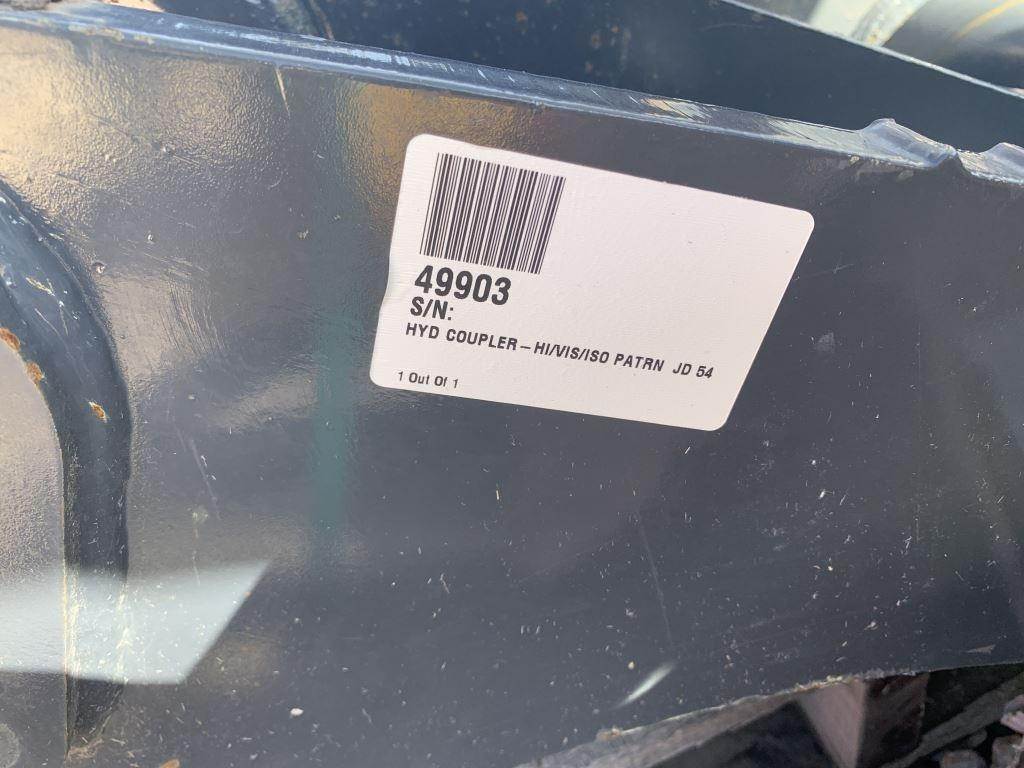 49903
S/N:
HYD COUPLER-HI/VIS/ISO PATRN JD 54
1 Out Of 1